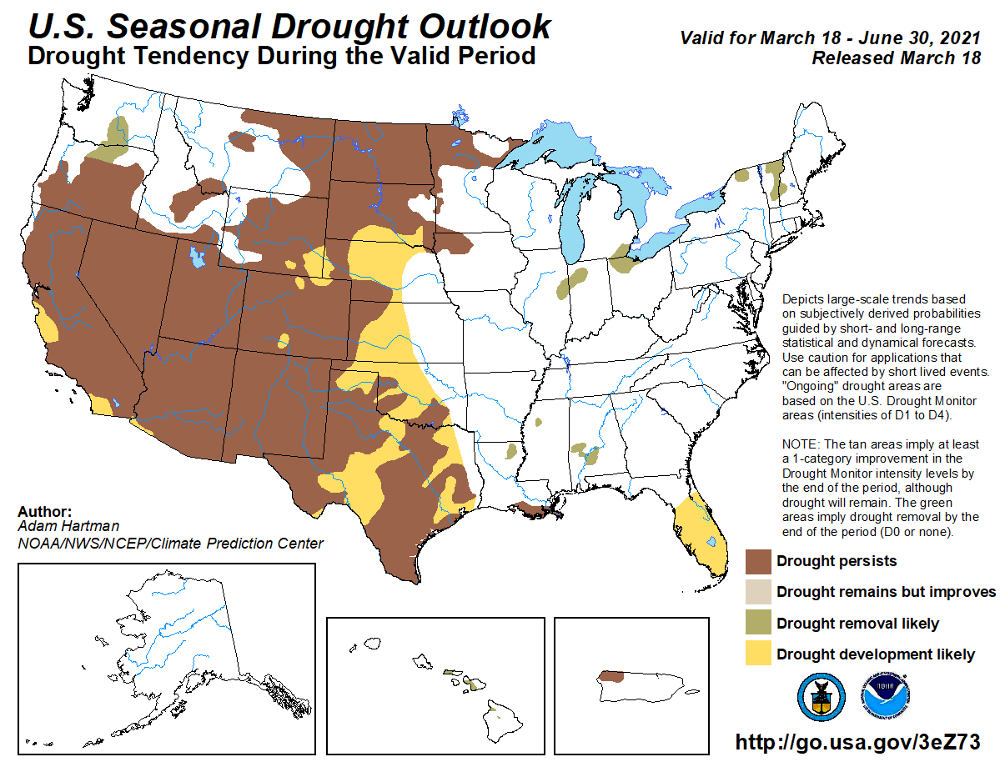 U.S. Seasonal Drought Outlook
Drought Tendency During the Valid Period
Valid for March 18 - June 30, 2021
Released March 18
Depicts large-scale trends based
on subjectively derived probabilities
guided by short- and long-range
statistical and dynamical forecasts.
Use caution for applications that
can be affected by short lived events.
"Ongoing" drought areas are
based on the U.S. Drought Monitor
areas (intensities of D1 to D4).
NOTE: The tan areas imply at least
a 1-category improvement in the
Drought Monitor intensity levels by
the end of the period, although
drought will remain. The green
areas imply drought removal by the
end of the period (D0 or none).
Author:
Adam Hartman
NOAA/NWS/NCEP/Climate Prediction Center
Drought persists
Drought remains but improves
Drought removal likely
Drought development likely
http://go.usa.gov/3eZ73